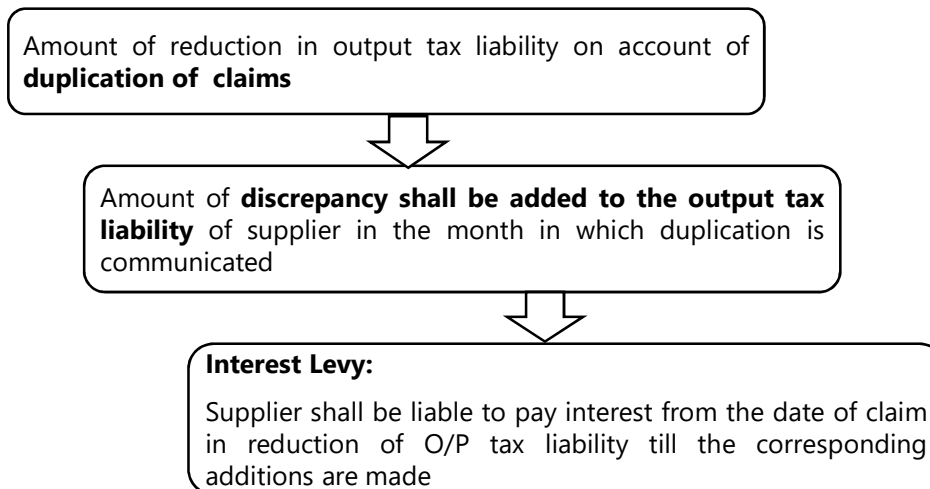 Amount of reduction in output tax liability on account of
duplication of claims
Amount of discrepancy shall be added to the output tax
liability of supplier in the month in which duplication is
communicated
Interest Levy:
Supplier shall be liable to pay interest from the date of claim
in reduction of O/P tax liability till the corresponding
additions are made